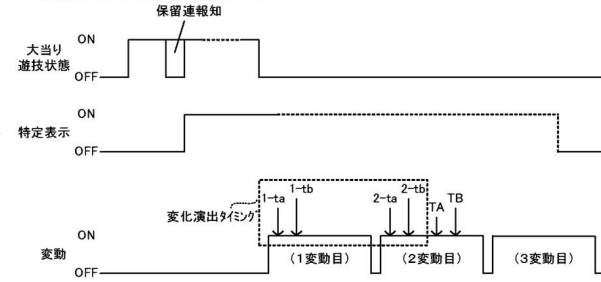 保留連報知
大当り
遊技状態
ON
OFF
特定表示
ON
OFF
変化演出タイミング
1-ta
1-tb
2-ta
2-tb
TA
TB
変動
ON
OFF
(1変動目)
(2変動目)
(3変動目)